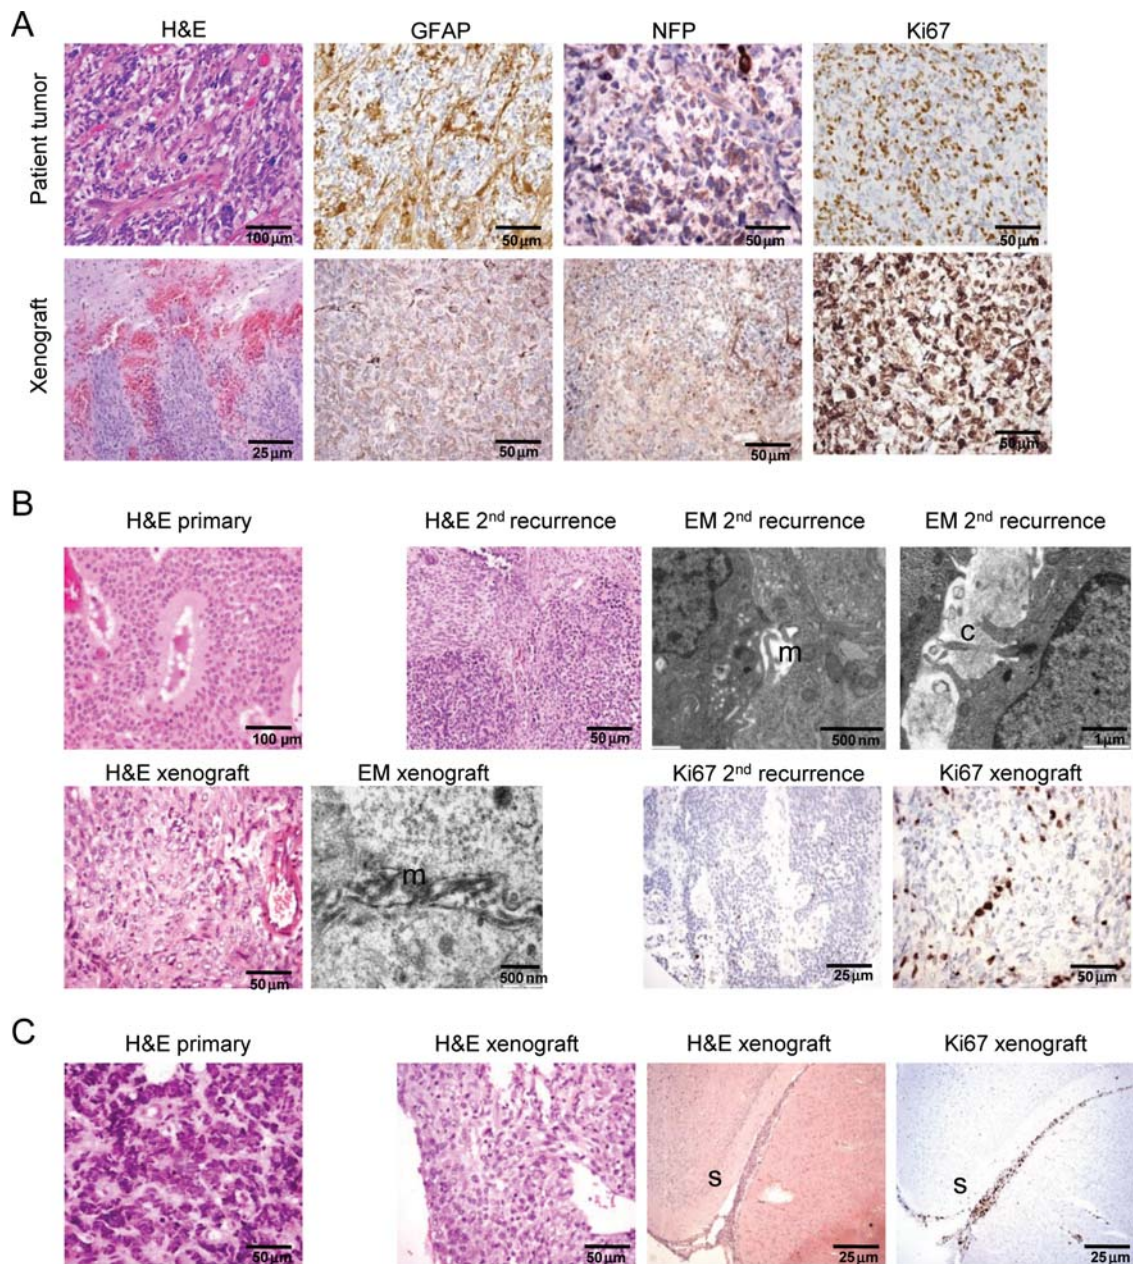 A
H&E GFAP NFP Ki67
Patient tumor
100 µm 50 µm 50 µm 50 µm
Xenograft
25 µm 50 µm 50 µm 50 µm
B
H&E primary H&E 2nd recurrence EM 2nd recurrence EM 2nd recurrence
m c
100 µm 50 µm 500 nm 1 µm
H&E xenograft EM xenograft Ki67 2nd recurrence Ki67 xenograft
m
50 µm 500 nm 25 µm 50 µm
C
H&E primary H&E xenograft H&E xenograft Ki67 xenograft
s s
50 µm 50 µm 25 µm 25 µm